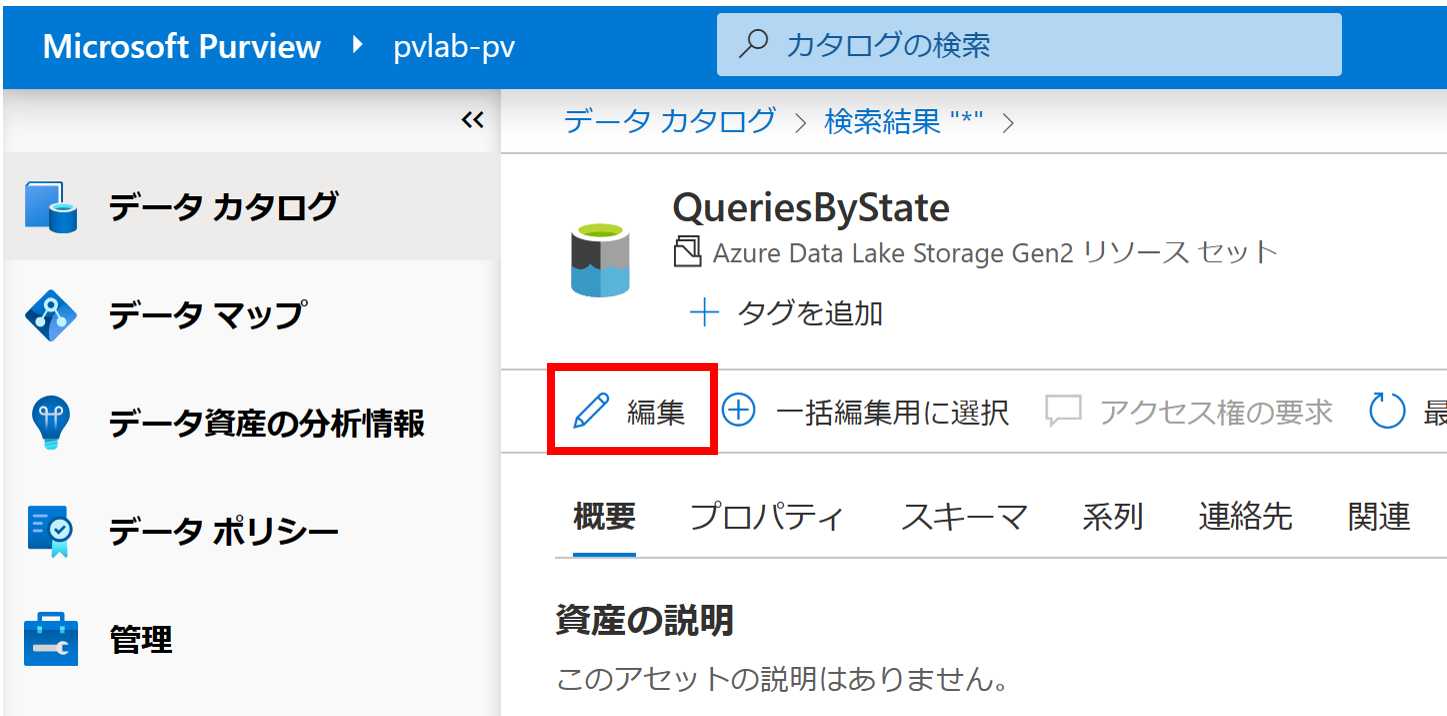 Microsoft Purview pvlab-pv カタログの検索
データ カタログ 検索結果 "*"
データ カタログ
データ マップ
データ資産の分析情報
データ ポリシー
管理
QueriesByState
Azure Data Lake Storage Gen2 リソース セット
タグを追加
編集 一括編集用に選択 アクセス権の要求 最
概要 プロパティ スキーマ 系列 連絡先 関連
資産の説明
このアセットの説明はありません。